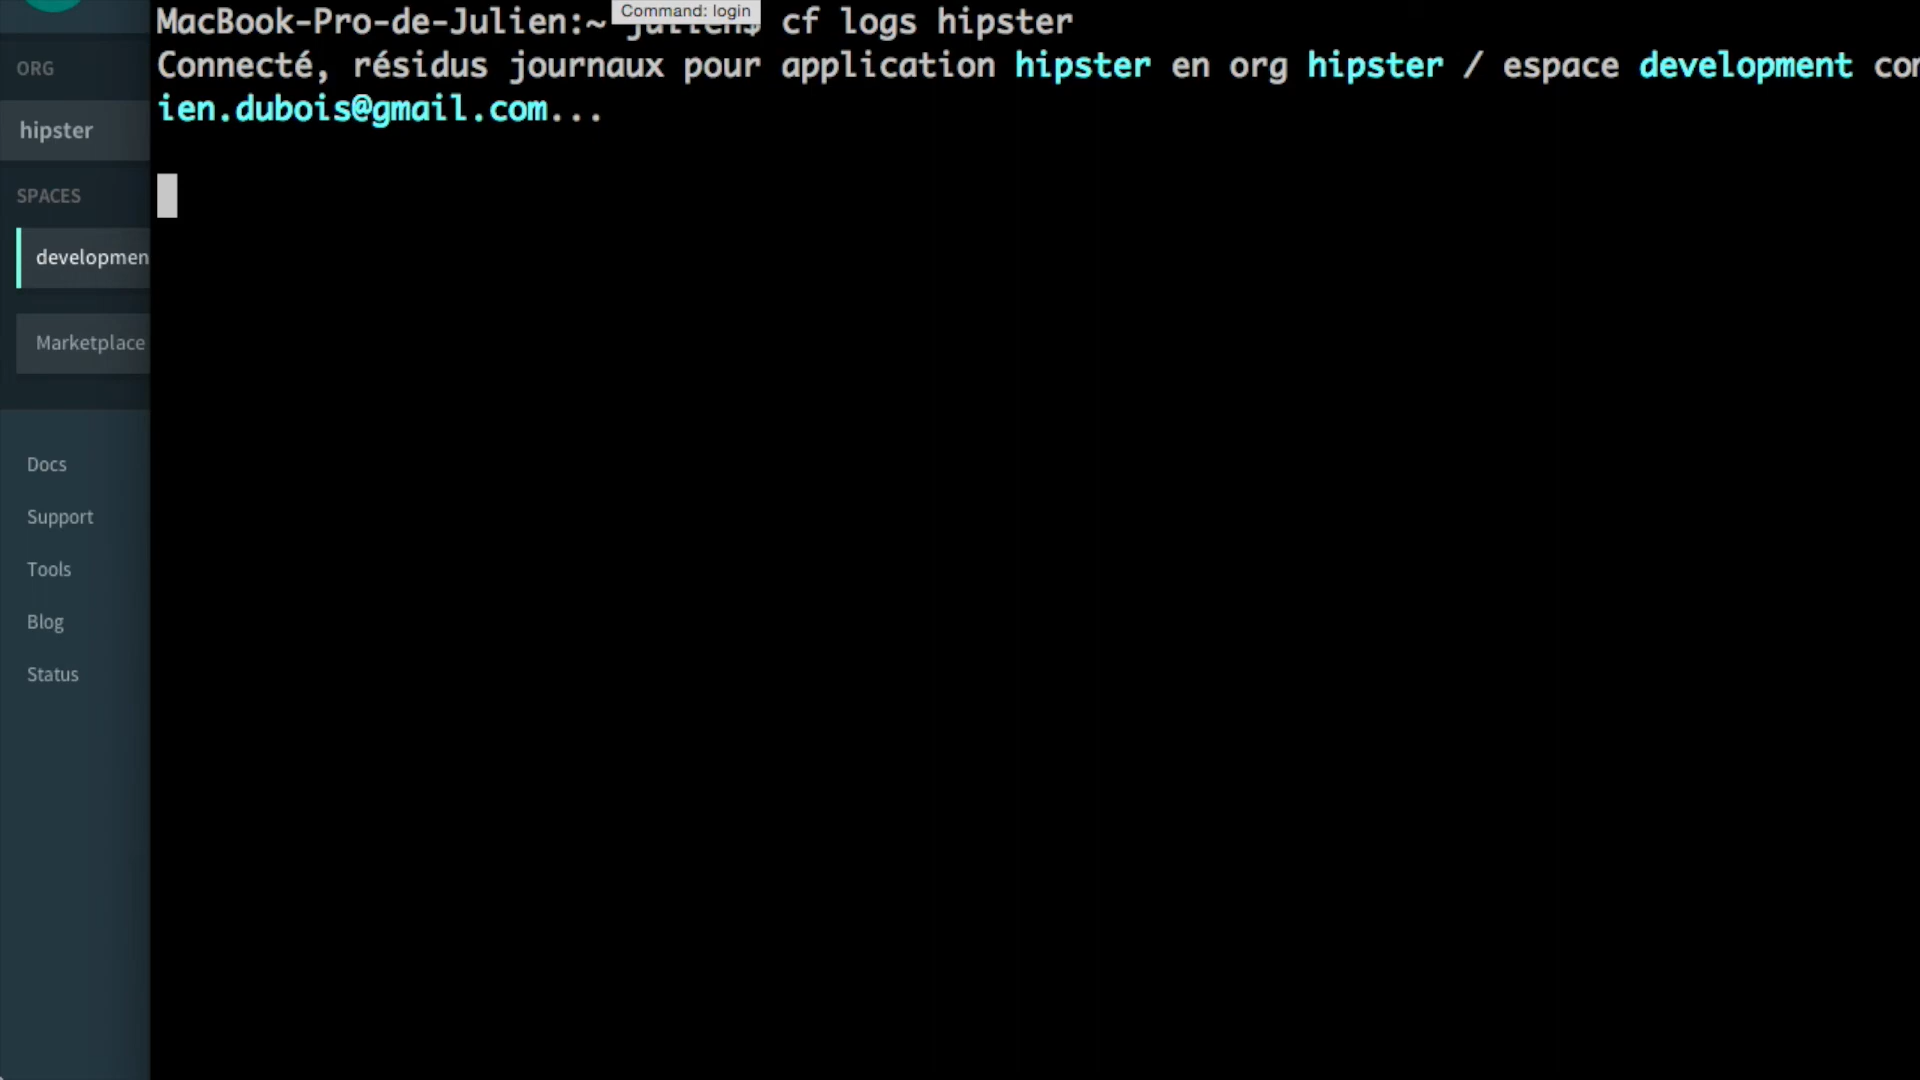 Command: login
MacBook-Pro-de-Julien:~ julien$ cf logs hipster
Connecté, résidus journaux pour application hipster en org hipster / espace development
ien.dubois@gmail.com...
ORG
hipster
SPACES
developmen
Marketplace
Docs
Support
Tools
Blog
Status